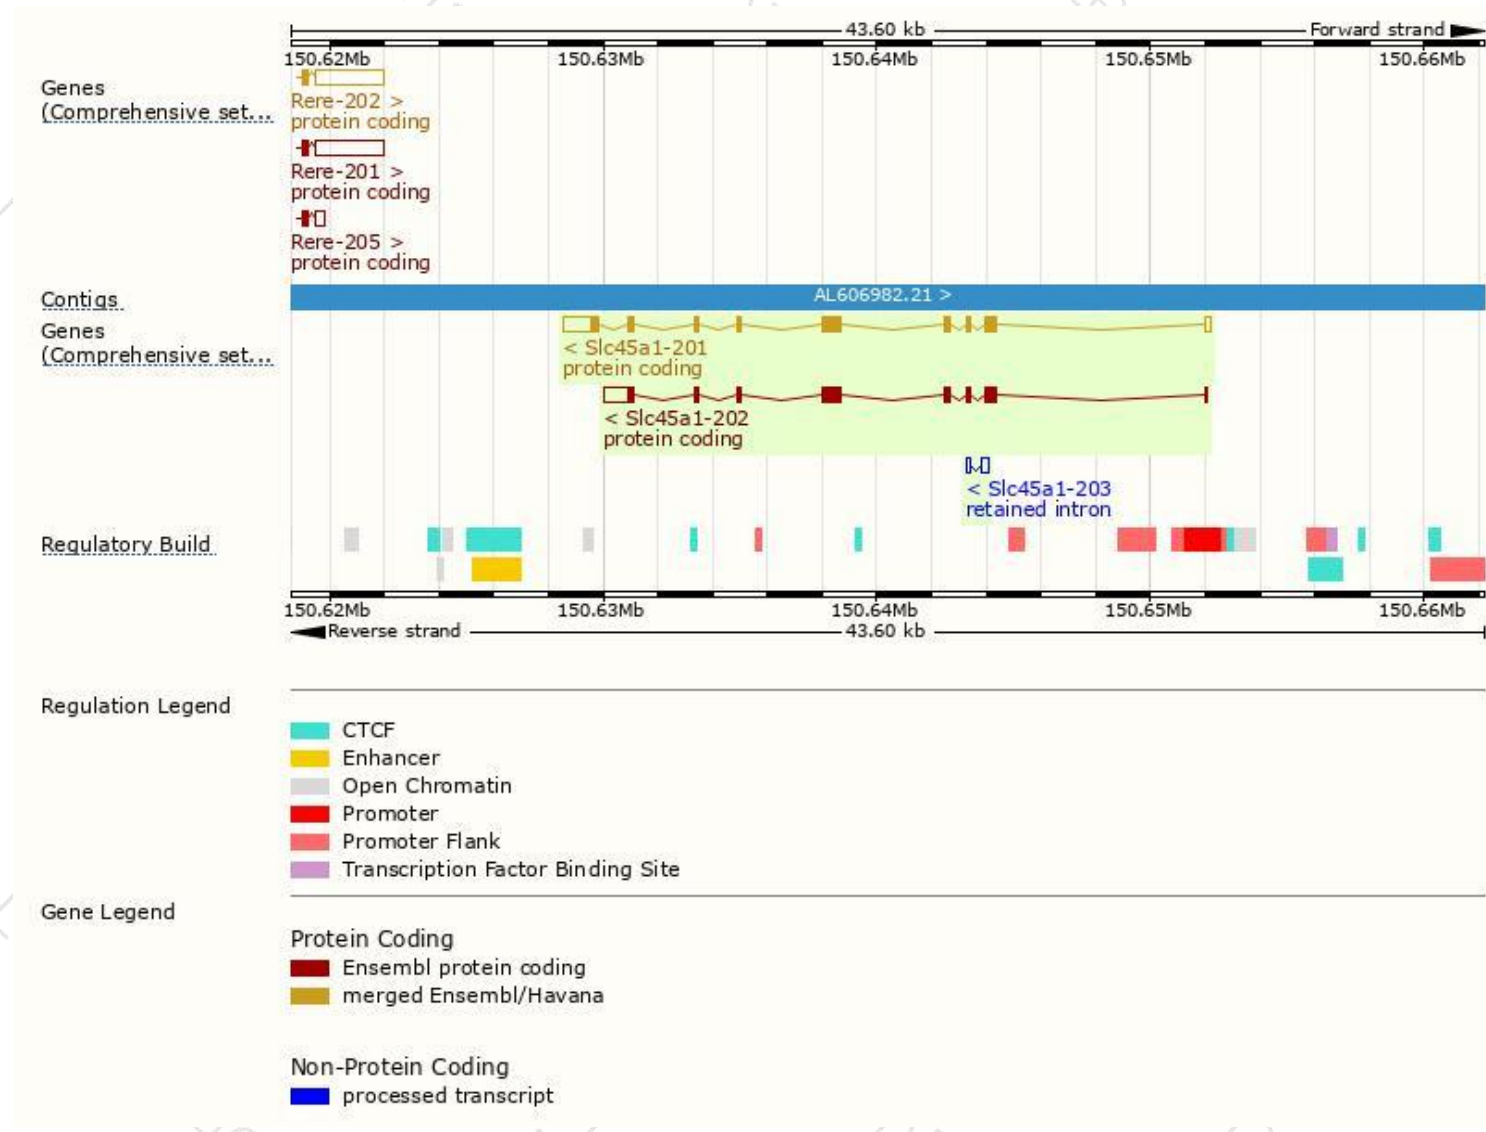 43.60 kb Forward strand
150.62Mb 150.63Mb 150.64Mb 150.65Mb 150.66Mb
Genes
(Comprehensive set...
Rere-202 >
protein coding
Rere-201 >
protein coding
Rere-205 >
protein coding
Contigs
AL606982.21 >
Genes
(Comprehensive set...
< Slc45a1-201
protein coding
< Slc45a1-202
protein coding
< Slc45a1-203
retained intron
Regulatory Build
150.62Mb 150.63Mb 150.64Mb 150.65Mb 150.66Mb
Reverse strand 43.60 kb
Regulation Legend
CTCF
Enhancer
Open Chromatin
Promoter
Promoter Flank
Transcription Factor Binding Site
Gene Legend
Protein Coding
Ensembl protein coding
merged Ensembl/Havana
Non-Protein Coding
processed transcript